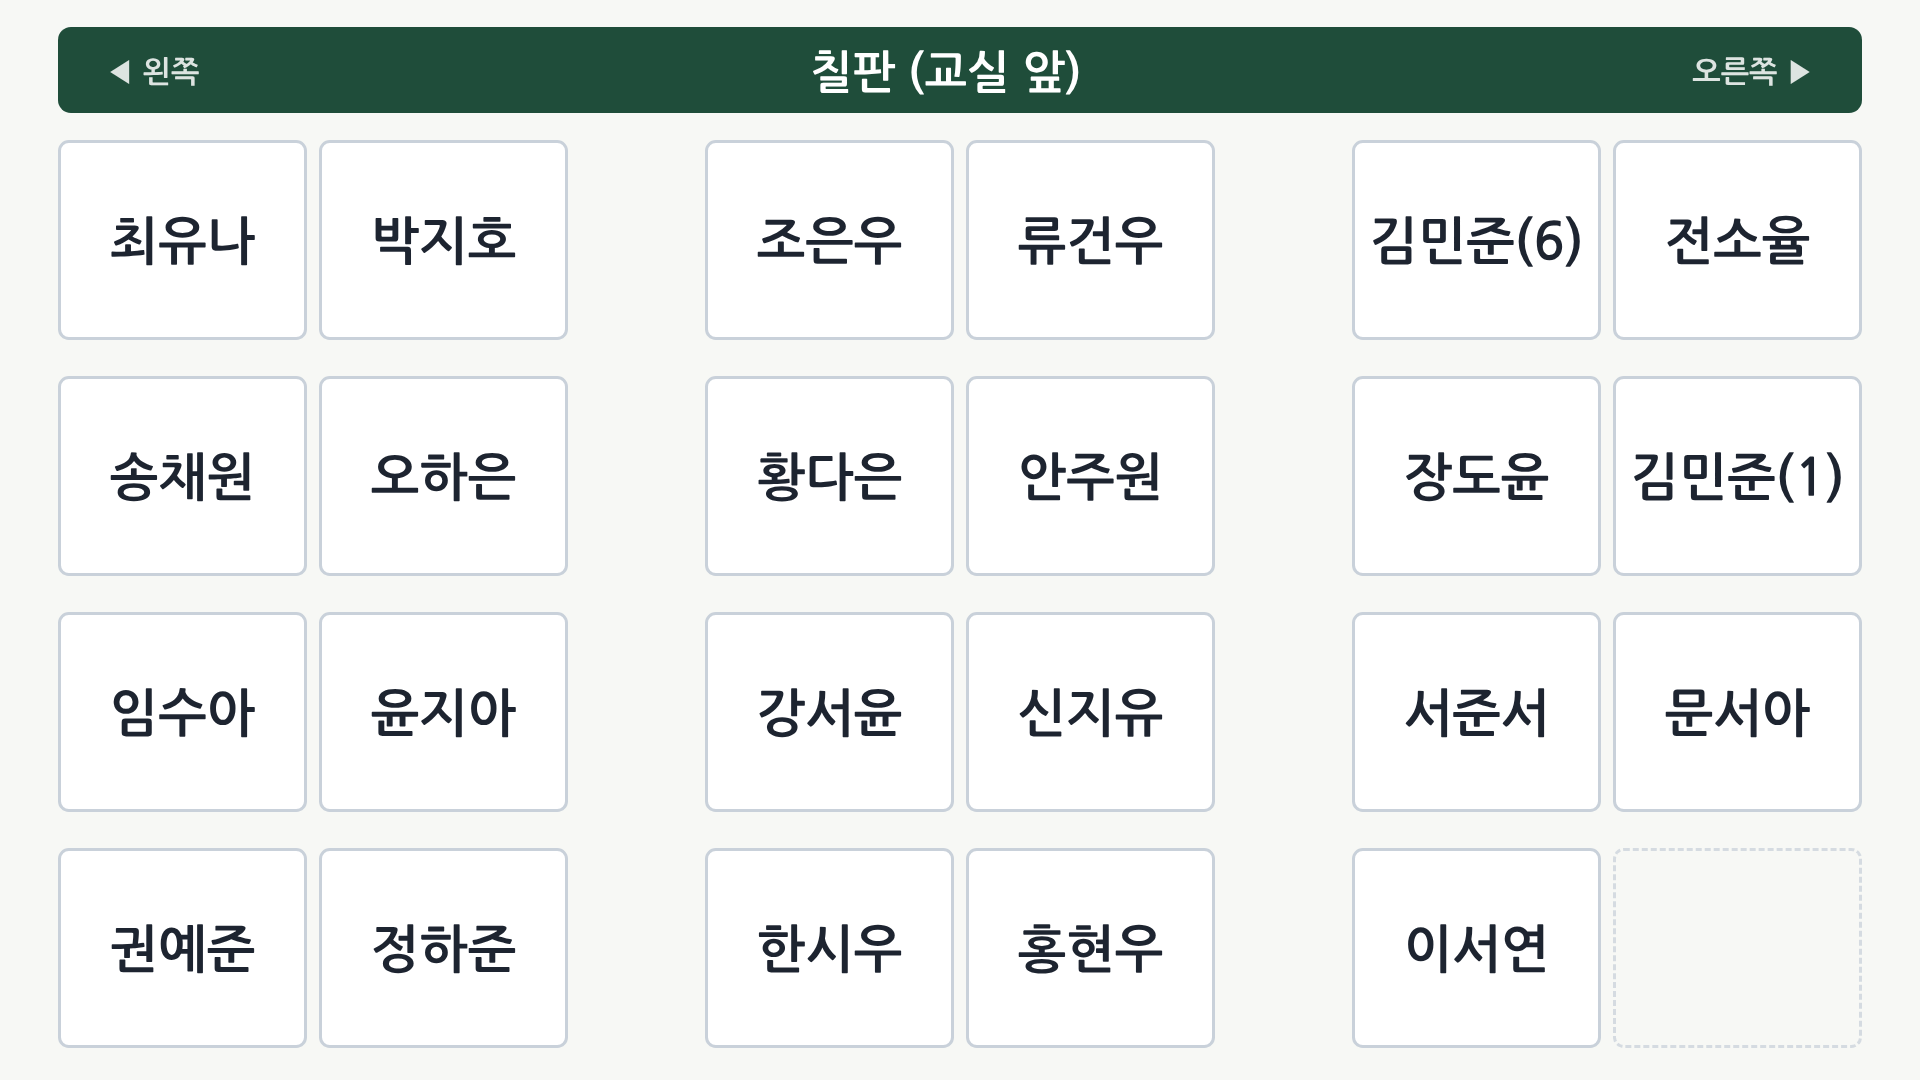 ◀ 왼쪽 칠판 (교실 앞) 오른쪽 ▶
최유나 박지호 조은우 류건우 김민준(6) 전소율
송채원 오하은 황다은 안주원 장도윤 김민준(1)
임수아 윤지아 강서윤 신지유 서준서 문서아
권예준 정하준 한시우 홍현우 이서연